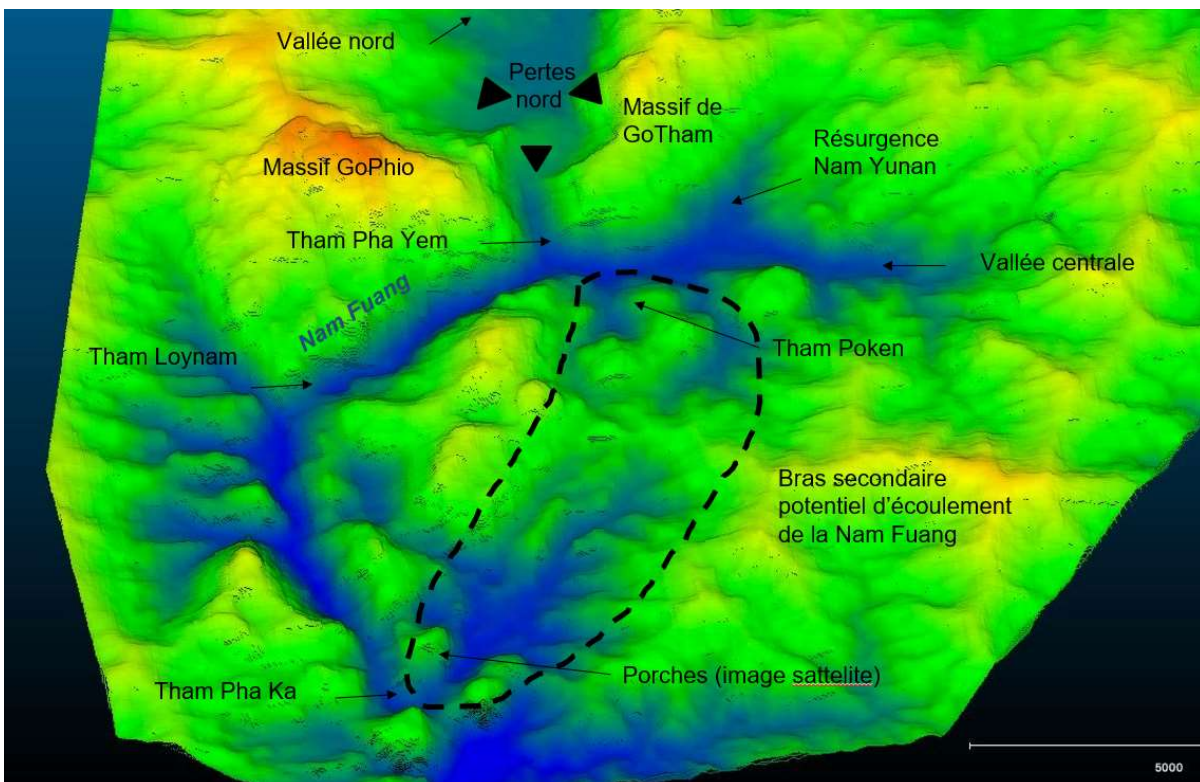 Vallée nord
Pertes
nord
Massif de
GoTham
Résurgence
Nam Yunan
Massif GoPhio
Tham Pha Yem
Vallée centrale
Nam Fuang
Tham Loynam
Tham Poken
Bras secondaire
potentiel d'écoulement
de la Nam Fuang
Porches (image sattelite)
Tham Pha Ka
5000